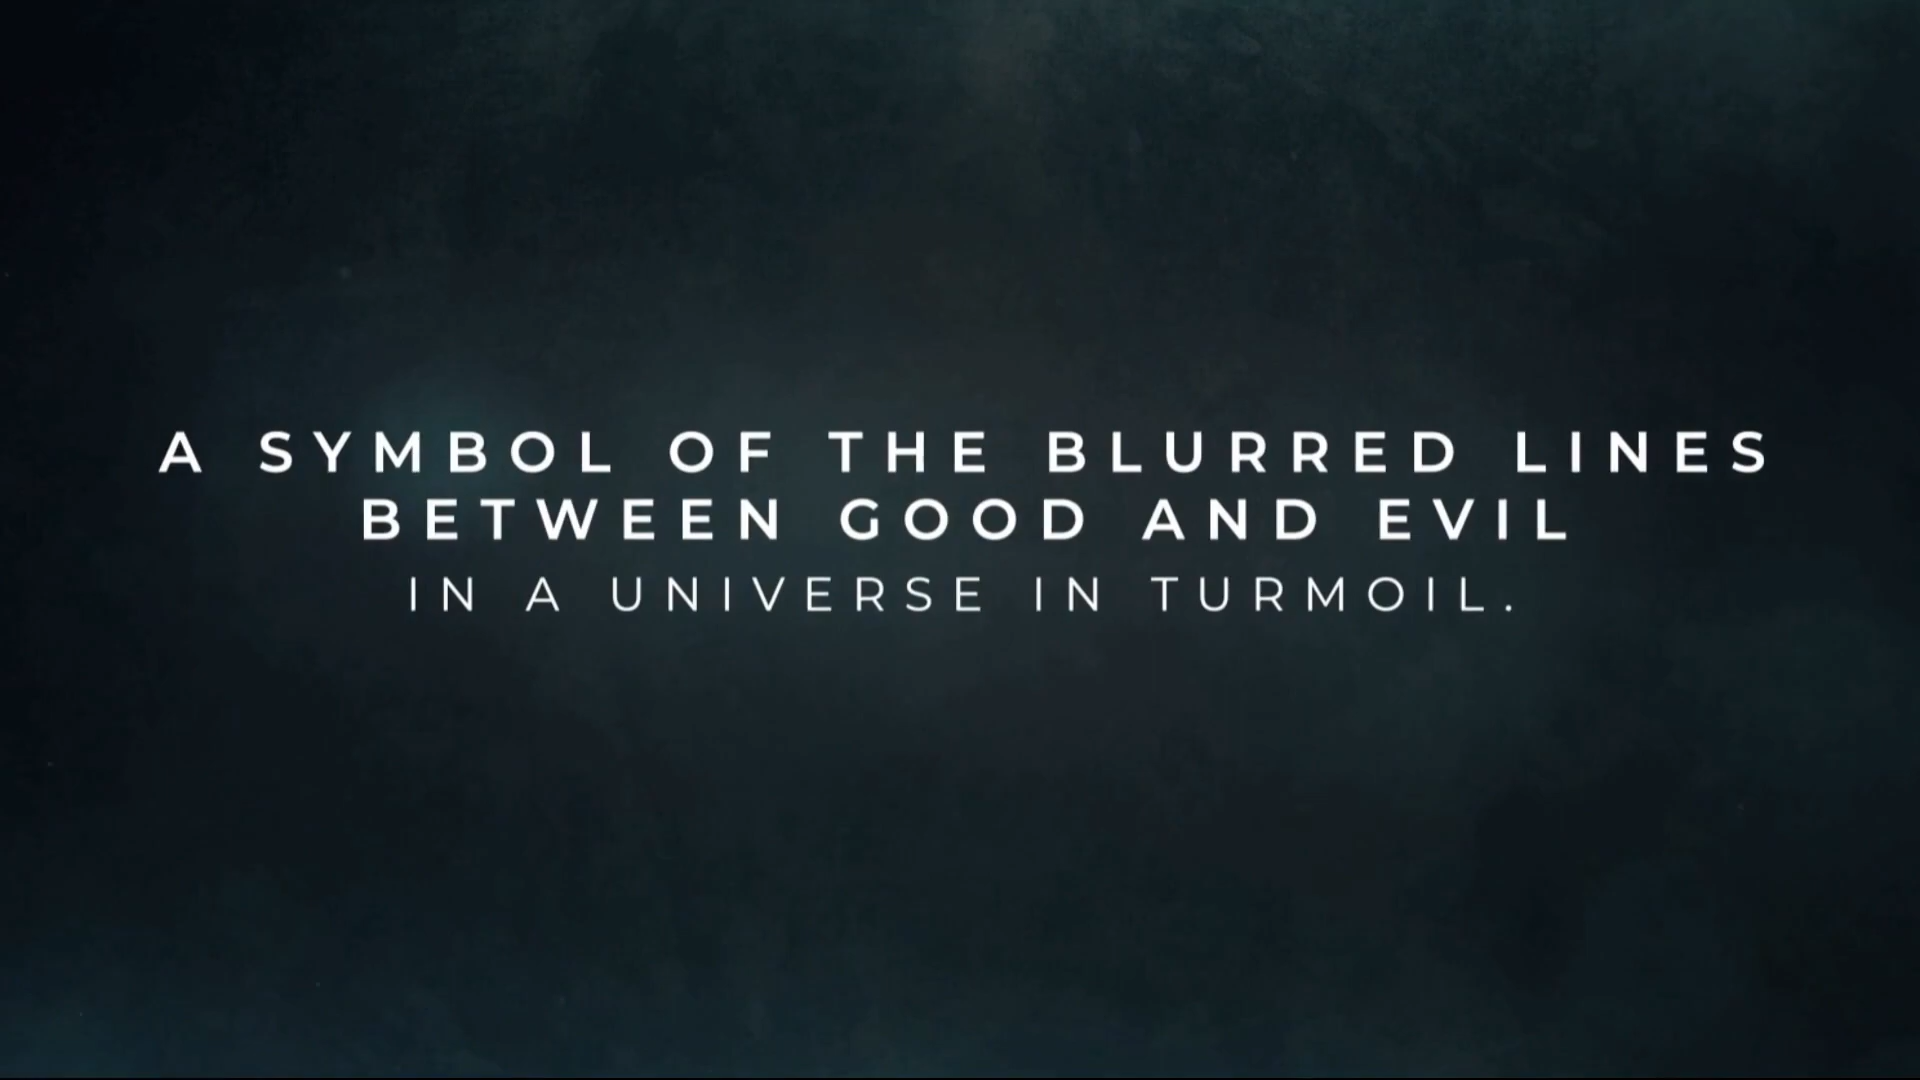 A SYMBOL OF THE BLURRED LINES
BETWEEN GOOD AND EVIL
IN A UNIVERSE IN TURMOIL.